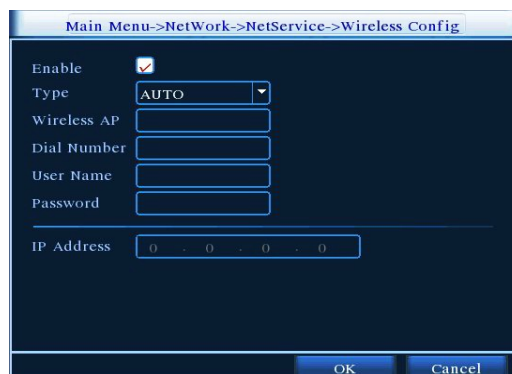 Main Menu->NetWork->NetService->Wireless Config
Enable
Type AUTO
Wireless AP
Dial Number
User Name
Password
IP Address 0 . 0 . 0 . 0
OK Cancel